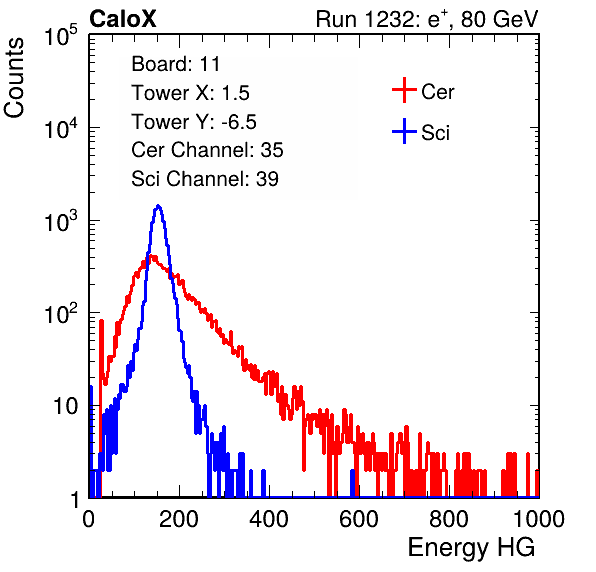 CaloX Run 1232: e⁺, 80 GeV
Counts
10⁵
10⁴
10³
10²
10
1
Board: 11
Tower X: 1.5
Tower Y: -6.5
Cer Channel: 35
Sci Channel: 39
Cer
Sci
0 200 400 600 800 1000
Energy HG